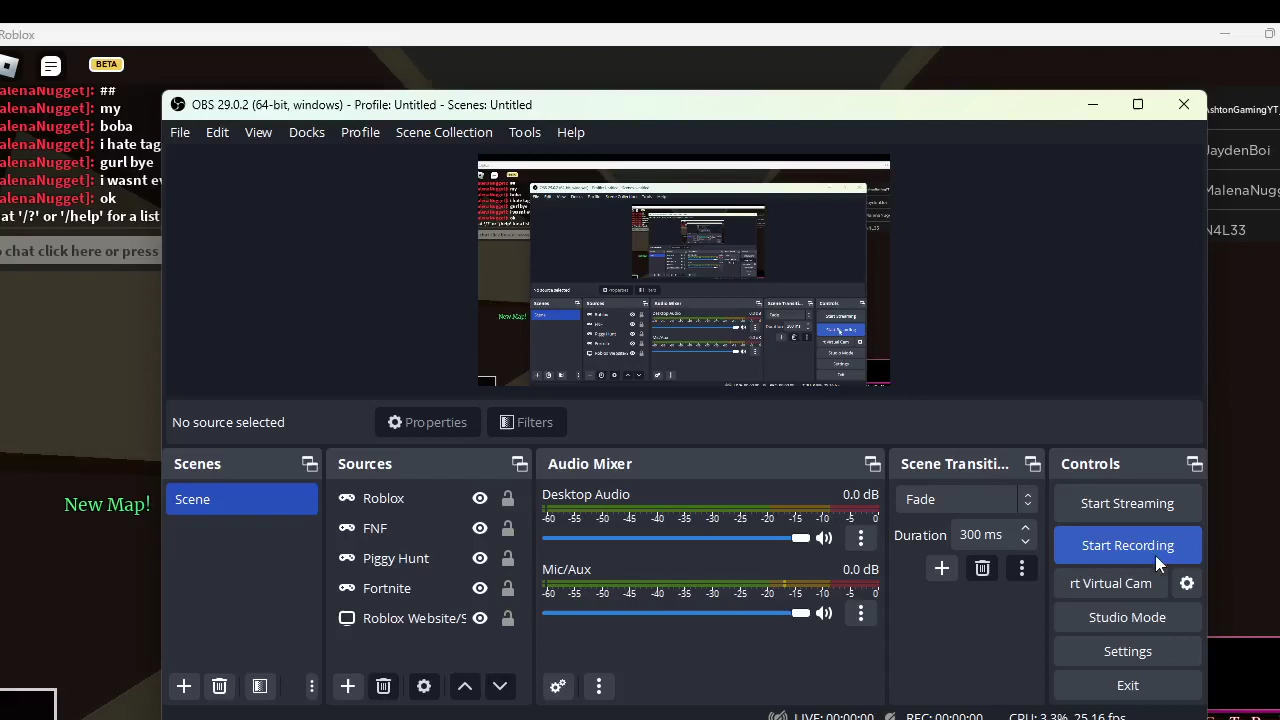 Roblox
BETA
alenaNugget]: ##
alenaNugget]: my
alenaNugget]: boba
alenaNugget]: i hate tag
alenaNugget]: gurl bye
alenaNugget]: i wasnt ev
alenaNugget]: ok
at '/?' or '/help' for a list
o chat click here or press
New Map!
AshtonGamingYT_
JaydenBoi
MalenaNugg
N4L33
OBS 29.0.2 (64-bit, windows) - Profile: Untitled - Scenes: Untitled
File Edit View Docks Profile Scene Collection Tools Help
No source selected
Properties
Filters
Scenes
Scene
Sources
Roblox
FNF
Piggy Hunt
Fortnite
Roblox Website/S
Audio Mixer
Desktop Audio 0.0 dB
-60 -55 -50 -45 -40 -35 -30 -25 -20 -15 -10 -5 0
Mic/Aux 0.0 dB
-60 -55 -50 -45 -40 -35 -30 -25 -20 -15 -10 -5 0
Scene Transiti...
Fade
Duration 300 ms
Controls
Start Streaming
Start Recording
rt Virtual Cam
Studio Mode
Settings
Exit
LIVE: 00:00:00 REC: 00:00:00 CPU: 3.3%, 25.16 fps